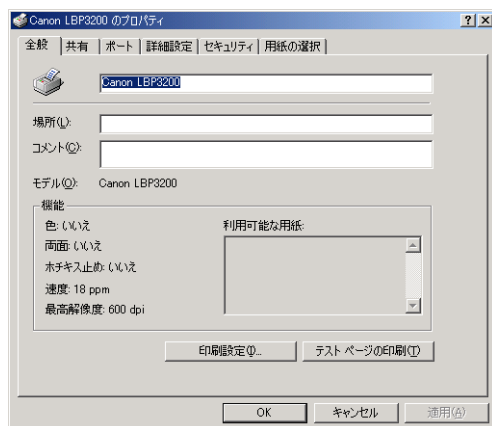 Canon LBP3200 のプロパティ
全般 共有 ポート 詳細設定 セキュリティ 用紙の選択
Canon LBP3200
場所(L):
コメント(C):
モデル(O): Canon LBP3200
機能
色: いいえ 利用可能な用紙:
両面: いいえ
ホチキス止め: いいえ
速度: 18 ppm
最高解像度: 600 dpi
印刷設定(I)... テスト ページの印刷(T)
OK キャンセル 適用(A)